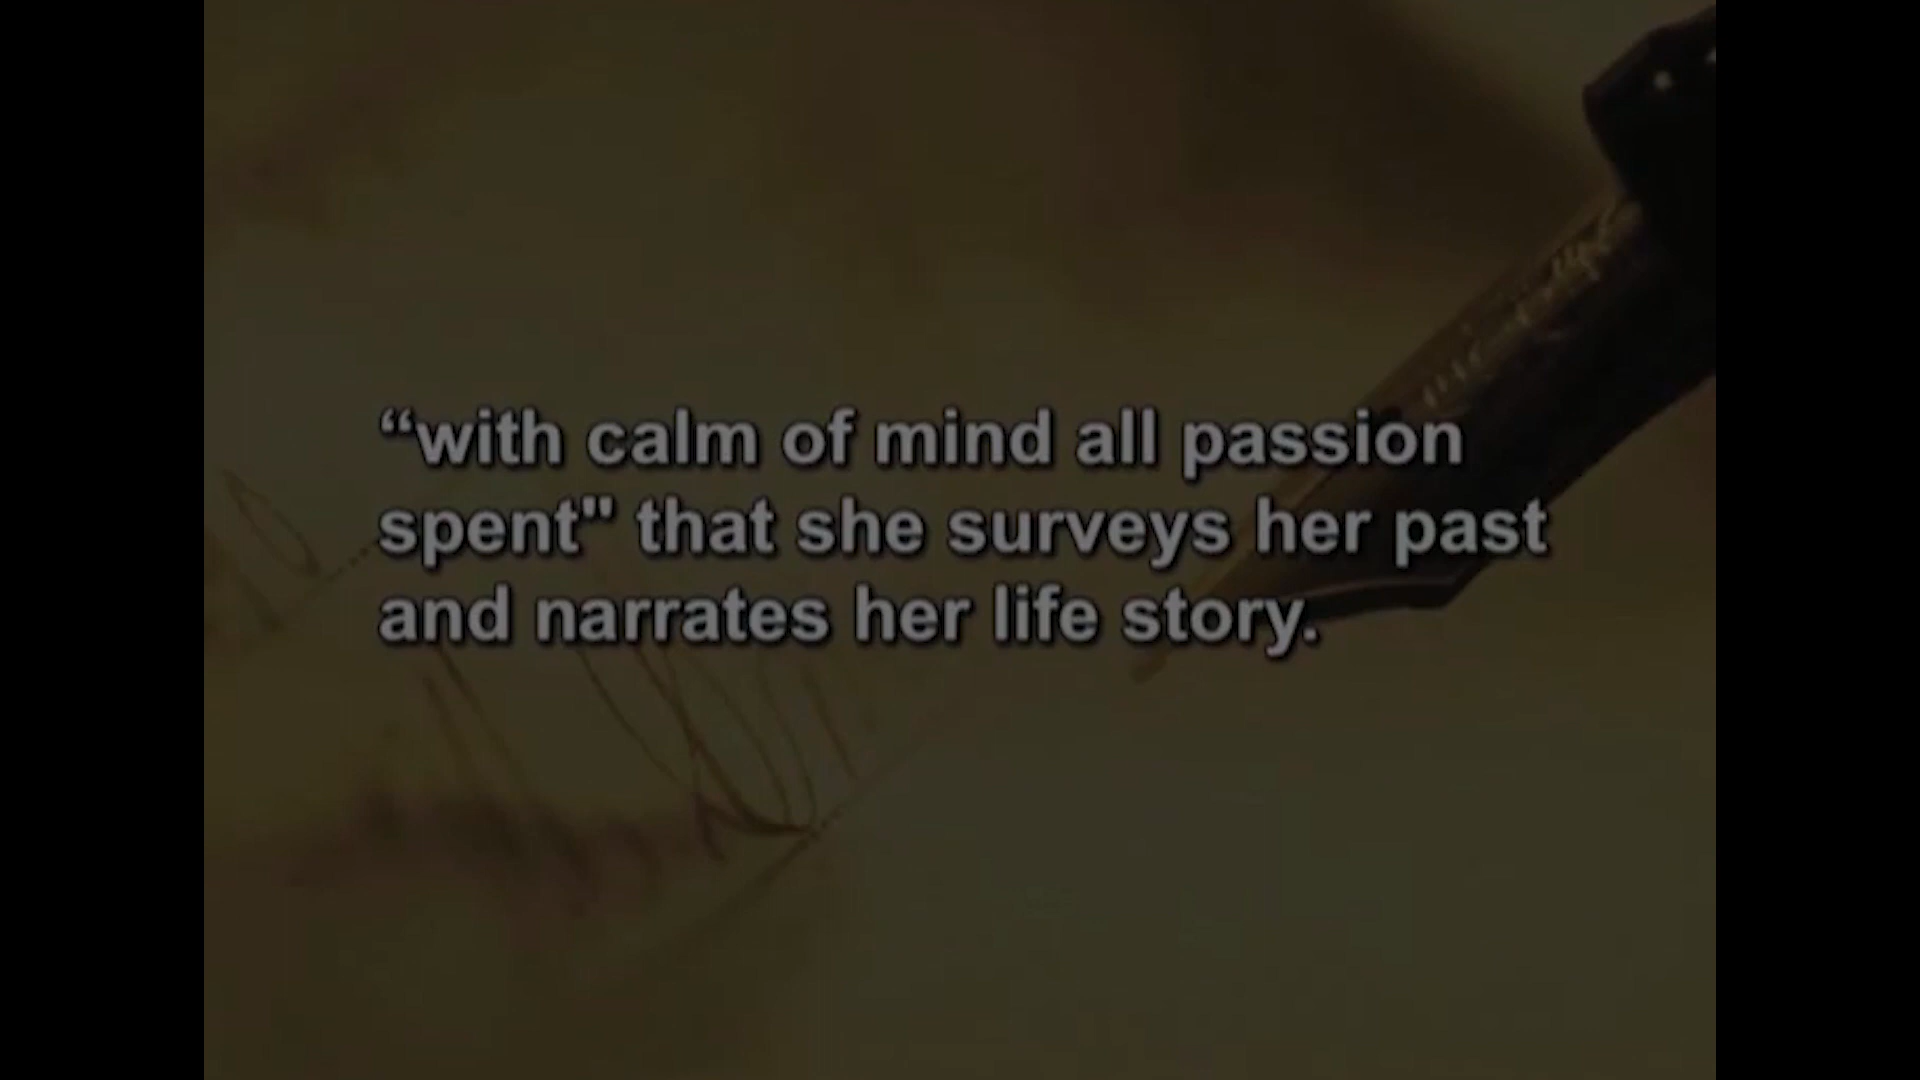 “with calm of mind all passion
spent" that she surveys her past
and narrates her life story.